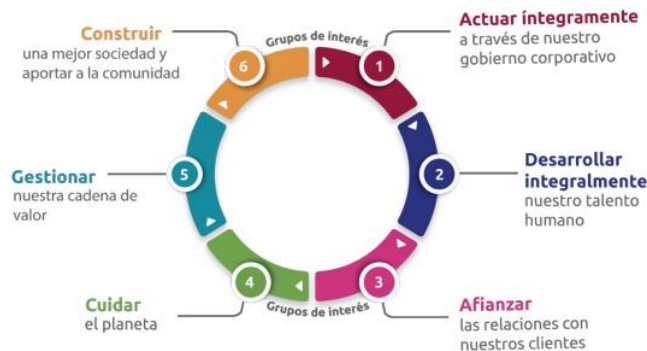 Grupos de interés
1
Actuar íntegramente
a través de nuestro
gobierno corporativo
2
Desarrollar
integralmente
nuestro talento
humano
3
Afianzar
las relaciones con
nuestros clientes
Grupos de interés
4
Cuidar
el planeta
5
Gestionar
nuestra cadena de
valor
6
Construir
una mejor sociedad y
aportar a la comunidad